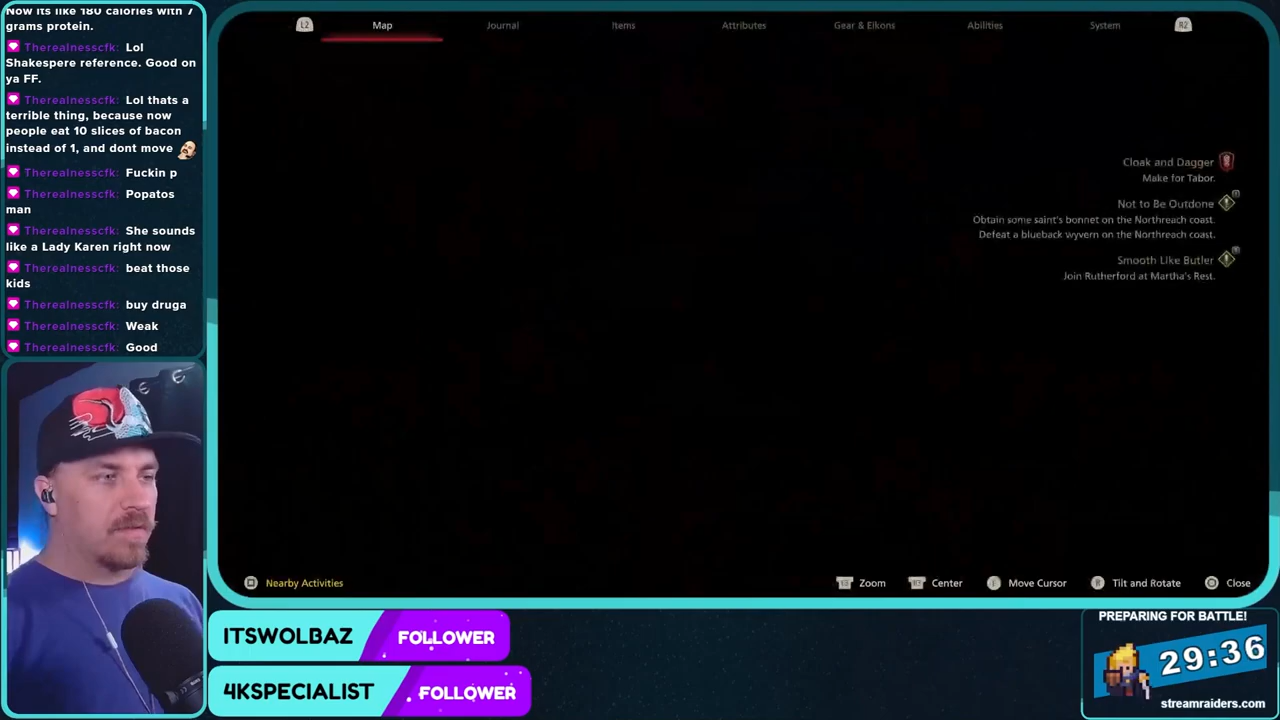 Now its like 180 calories with 7
grams protein.
Therealnesscfk: Lol
Shakespere reference. Good on
ya FF.
Therealnesscfk: Lol thats a
terrible thing, because now
people eat 10 slices of bacon
instead of 1, and dont move
Therealnesscfk: Fuckin p
Therealnesscfk: Popatos
man
Therealnesscfk: She sounds
like a Lady Karen right now
Therealnesscfk: beat those
kids
Therealnesscfk: buy druga
Therealnesscfk: Weak
Therealnesscfk: Good
L2 Map Journal Items Attributes Gear & Eikons Abilities System R2
Cloak and Dagger
Make for Tabor.
Not to Be Outdone
Obtain some saint's bonnet on the Northreach coast.
Defeat a blueback wyvern on the Northreach coast.
Smooth Like Butler
Join Rutherford at Martha's Rest.
Nearby Activities Zoom Center Move Cursor Tilt and Rotate Close
ITSWOLBAZ FOLLOWER
4KSPECIALIST FOLLOWER
PREPARING FOR BATTLE!
29:36
streamraiders.com